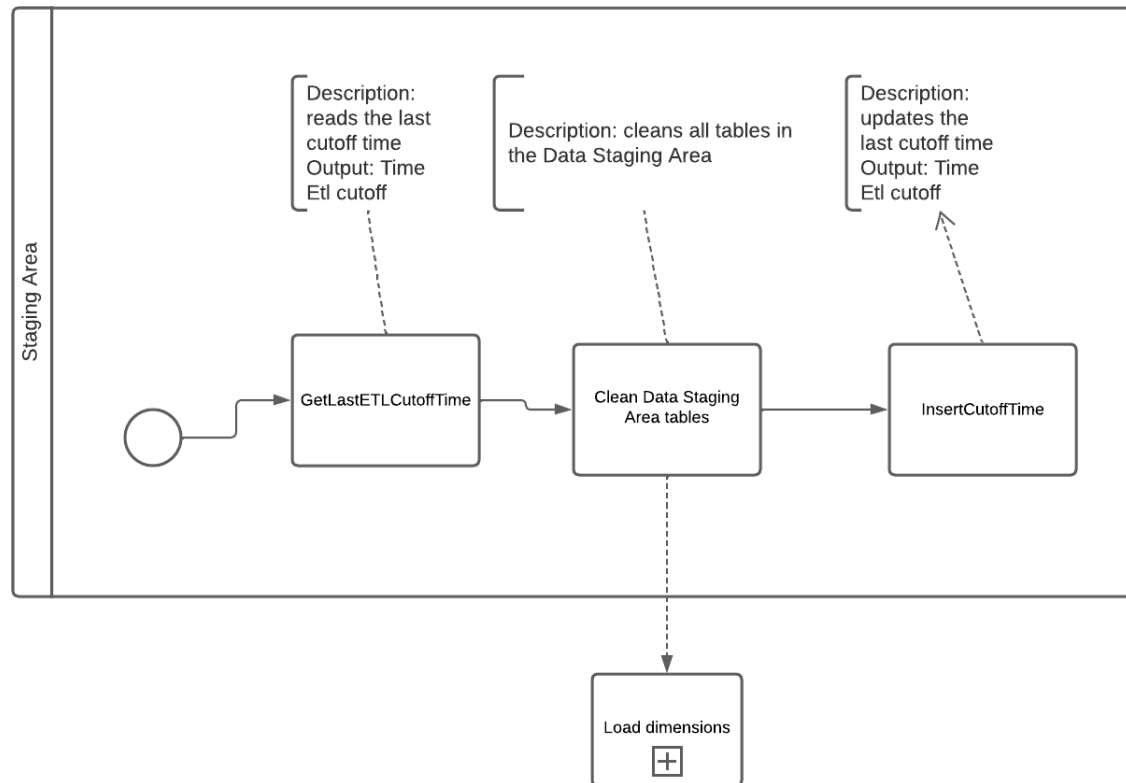 Staging Area
Description:
reads the last
cutoff time
Output: Time
Etl cutoff
Description: cleans all tables in
the Data Staging Area
Description:
updates the
last cutoff time
Output: Time
Etl cutoff
GetLastETLCutoffTime
Clean Data Staging
Area tables
InsertCutoffTime
Load dimensions